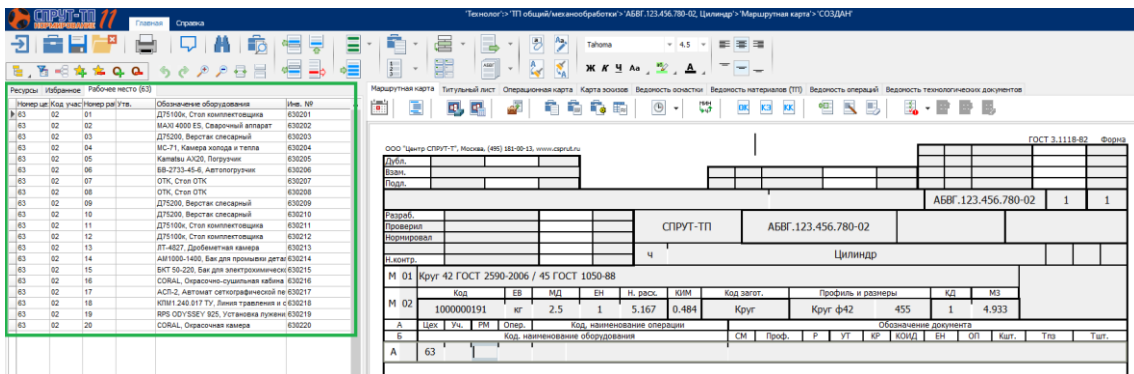 'Технолог':> 'ТП общий/механообработки'> 'АБВГ.123.456.780-02, Цилиндр'> 'Маршрутная карта'> 'СОЗДАН'
СПРУТ-ТП 11
НОРМИРОВАНИЕ
Главная Справка
Tahoma 4,5
Ж К Ч Аа А
Ресурсы Избранное Рабочее место (63)
Маршрутная карта Титульный лист Операционная карта Карта эскизов Ведомость оснастки Ведомость материалов (ТП) Ведомость операций Ведомость технологических документов
ОК КЭ КК
Номер це Код учас Номер ра Утв. Обозначение оборудования Инв. №
63 02 01 Д75100к, Стол комплектовщика 630201
63 02 02 MAXI 4000 ES, Сварочный аппарат 630202
63 02 03 Д75200, Верстак слесарный 630203
63 02 04 МС-71, Камера холода и тепла 630204
63 02 05 Kamatsu AX20, Погрузчик 630205
63 02 06 БВ-2733-45-6, Автопогрузчик 630206
63 02 07 ОТК, Стол ОТК 630207
63 02 08 ОТК, Стол ОТК 630208
63 02 09 Д75200, Верстак слесарный 630209
63 02 10 Д75200, Верстак слесарный 630210
63 02 11 Д75100к, Стол комплектовщика 630211
63 02 12 Д75100к, Стол комплектовщика 630212
63 02 13 ЛТ-4827, Дробеметная камера 630213
63 02 14 АМ1000-1400, Бак для промывки детал 630214
63 02 15 БКТ 50-220, Бак для электрохимическо 630215
63 02 16 CORAL, Окрасочно-сушильная кабина 630216
63 02 17 АСП-2, Автомат сеткографической пе 630217
63 02 18 КПМ1.240.017 ТУ, Линия травления и с 630218
63 02 19 RPS ODYSSEY 925, Установка лужени 630219
63 02 20 CORAL, Окрасочная камера 630220
ГОСТ 3.1118-82 Форма
ООО "Центр СПРУТ-Т", Москва, (495) 181-00-13, www.csprut.ru
Дубл.
Взам.
Подл.
АБВГ.123.456.780-02 1 1
Разраб.
Проверил СПРУТ-ТП АБВГ.123.456.780-02
Нормировал
ч Цилиндр
Н.контр.
М 01 Круг 42 ГОСТ 2590-2006 / 45 ГОСТ 1050-88
М 02 Код ЕВ МД ЕН Н. расх. КИМ Код загот. Профиль и размеры КД МЗ
1000000191 кг 2.5 1 5.167 0.484 Круг Круг ф42 455 1 4.933
А Цех Уч. РМ Опер. Код, наименование операции Обозначение документа
Б Код, наименование оборудования СМ Проф. Р УТ КР КОИД ЕН ОП Кшт. Тпз Тшт.
А 63